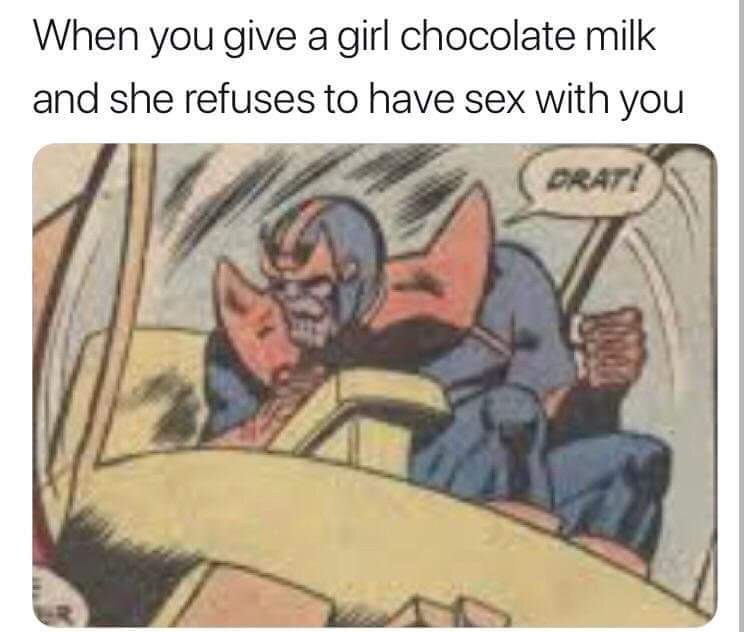 When you give a girl chocolate milk
and she refuses to have sex with you
DRAT!